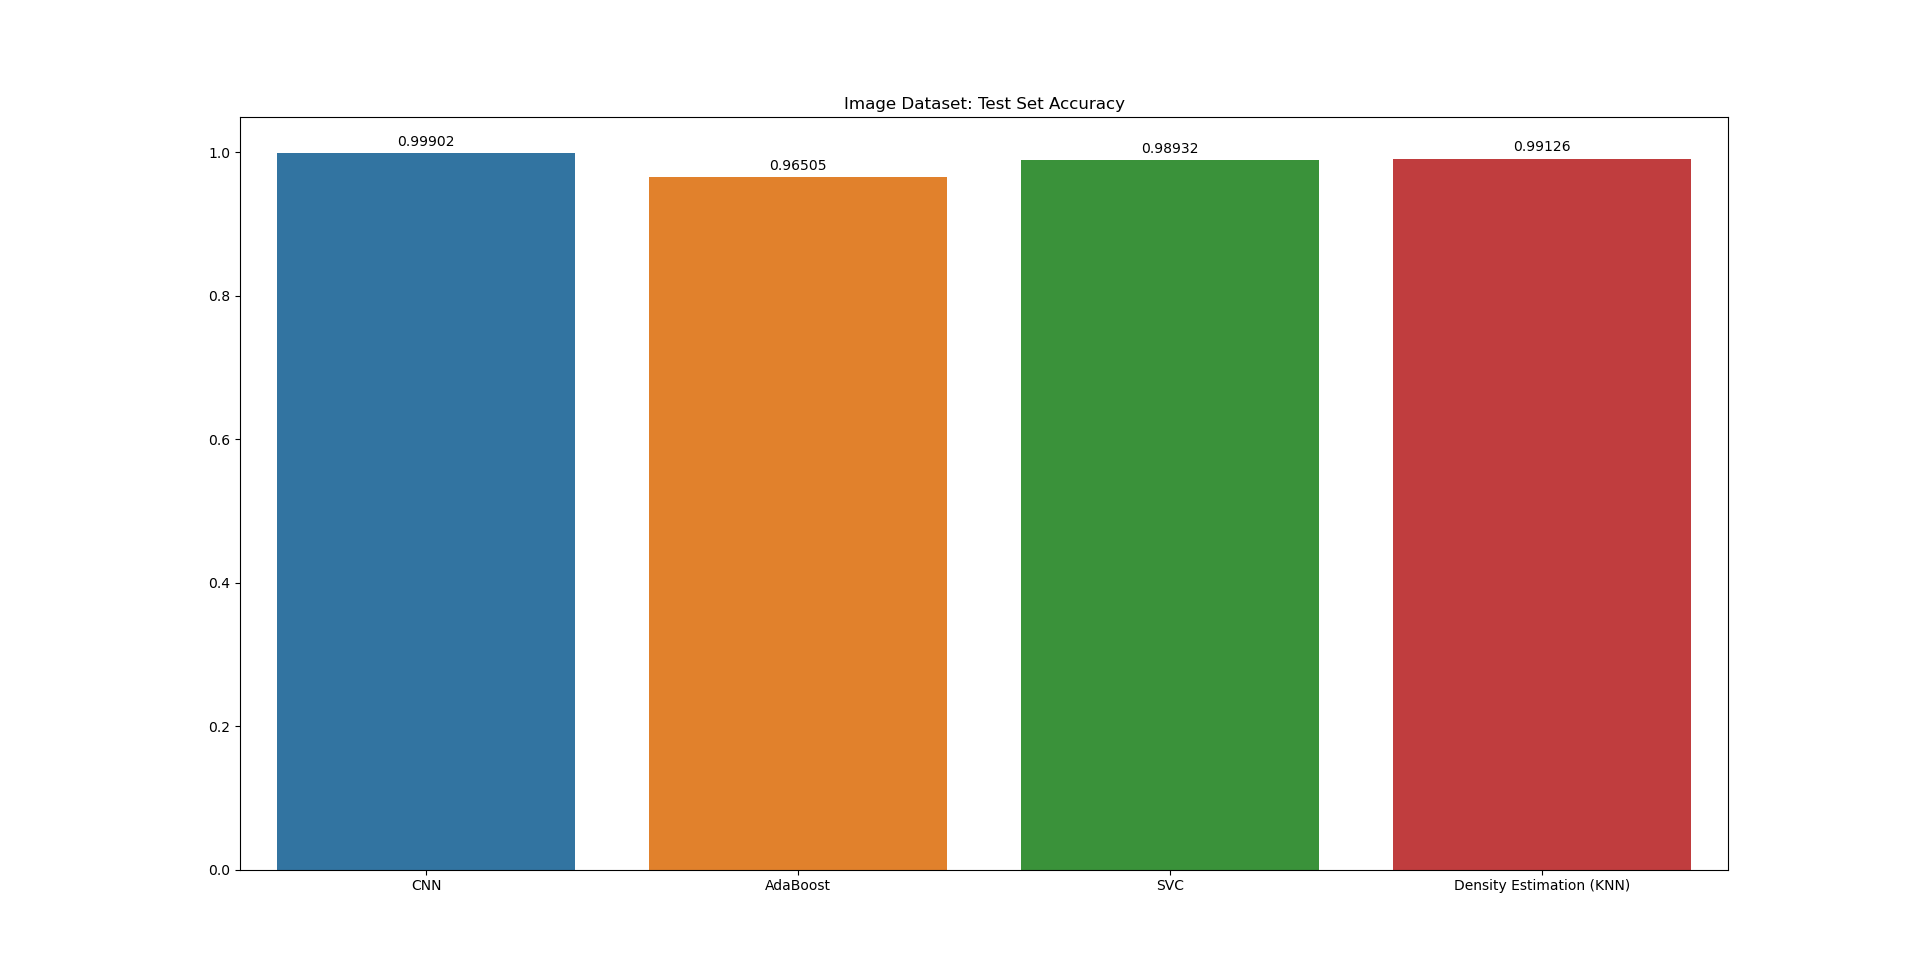 Image Dataset: Test Set Accuracy
0.99902
0.96505
0.98932
0.99126
1.0
0.8
0.6
0.4
0.2
0.0
CNN
AdaBoost
SVC
Density Estimation (KNN)